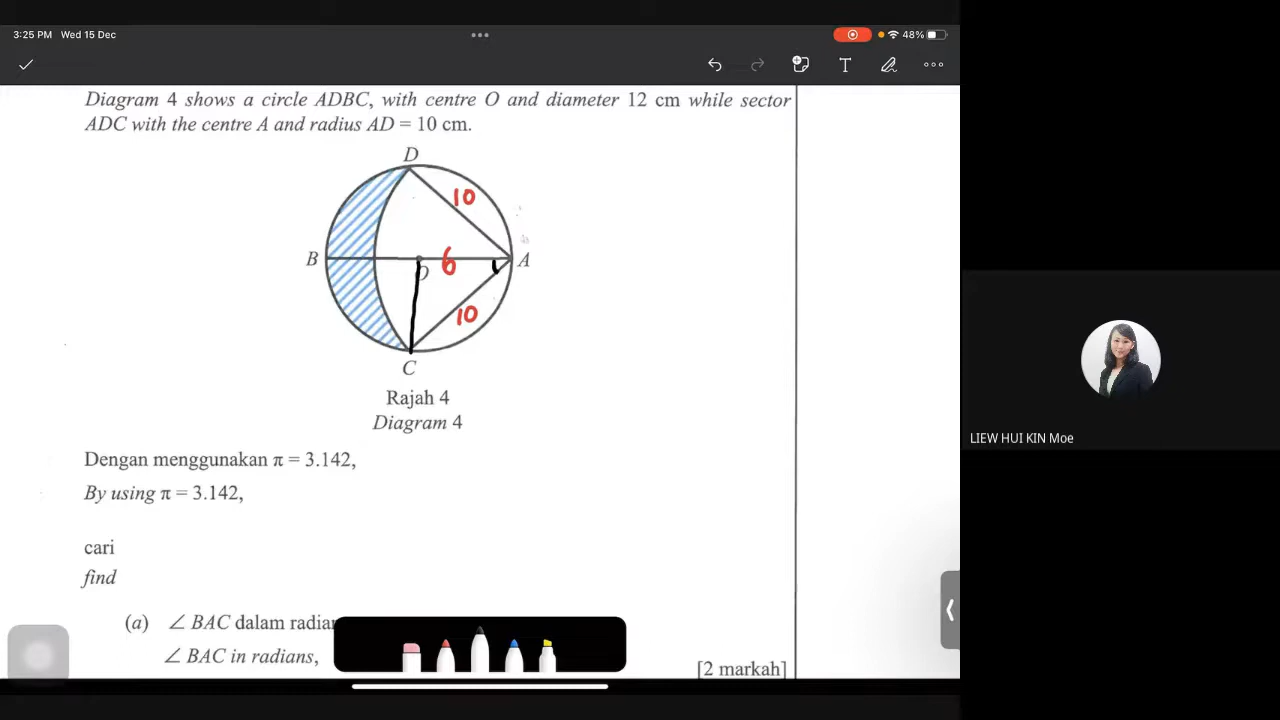 3:25 PM Wed 15 Dec
48%
T
Diagram 4 shows a circle ADBC, with centre O and diameter 12 cm while sector
ADC with the centre A and radius AD = 10 cm.
D
10
B
O
6
A
10
C
Rajah 4
Diagram 4
Dengan menggunakan π = 3.142,
By using π = 3.142,
cari
find
(a) ∠ BAC dalam radian
∠ BAC in radians,
[2 markah]
LIEW HUI KIN Moe